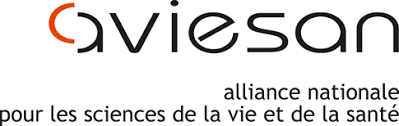 aviesan
alliance nationale
pour les sciences de la vie et de la santé